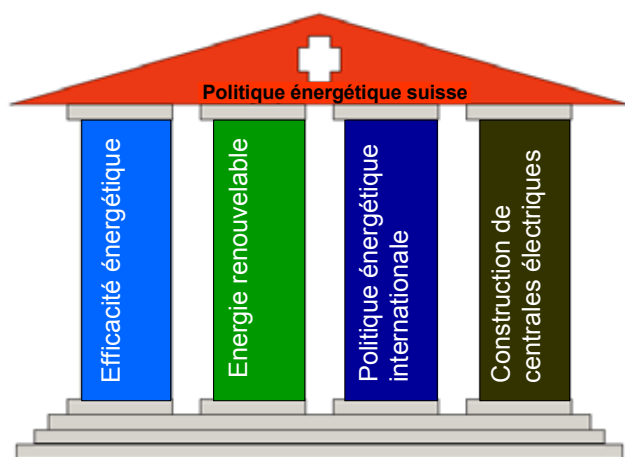 Politique énergétique suisse
Efficacité énergétique
Energie renouvelable
Politique énergétique
internationale
Construction de
centrales électriques